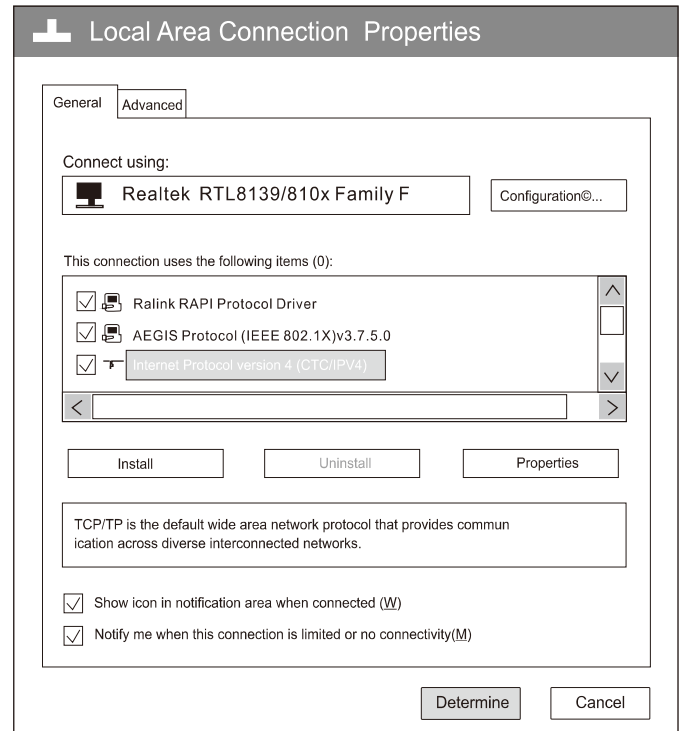 Local Area Connection Properties
General
Advanced
Connect using:
Realtek RTL8139/810x Family F
Configuration©...
This connection uses the following items (0):
Ralink RAPI Protocol Driver
AEGIS Protocol (IEEE 802.1X)v3.7.5.0
Internet Protocol version 4 (CTC/IPV4)
Install
Uninstall
Properties
TCP/TP is the default wide area network protocol that provides commun
ication across diverse interconnected networks.
Show icon in notification area when connected (W)
Notify me when this connection is limited or no connectivity(M)
Determine
Cancel